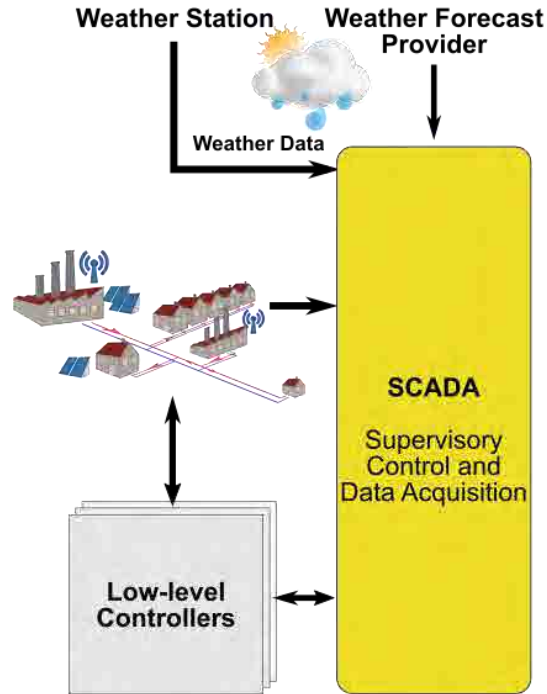 Weather Station
Weather Forecast
Provider
Weather Data
SCADA
Supervisory
Control and
Data Acquisition
Low-level
Controllers